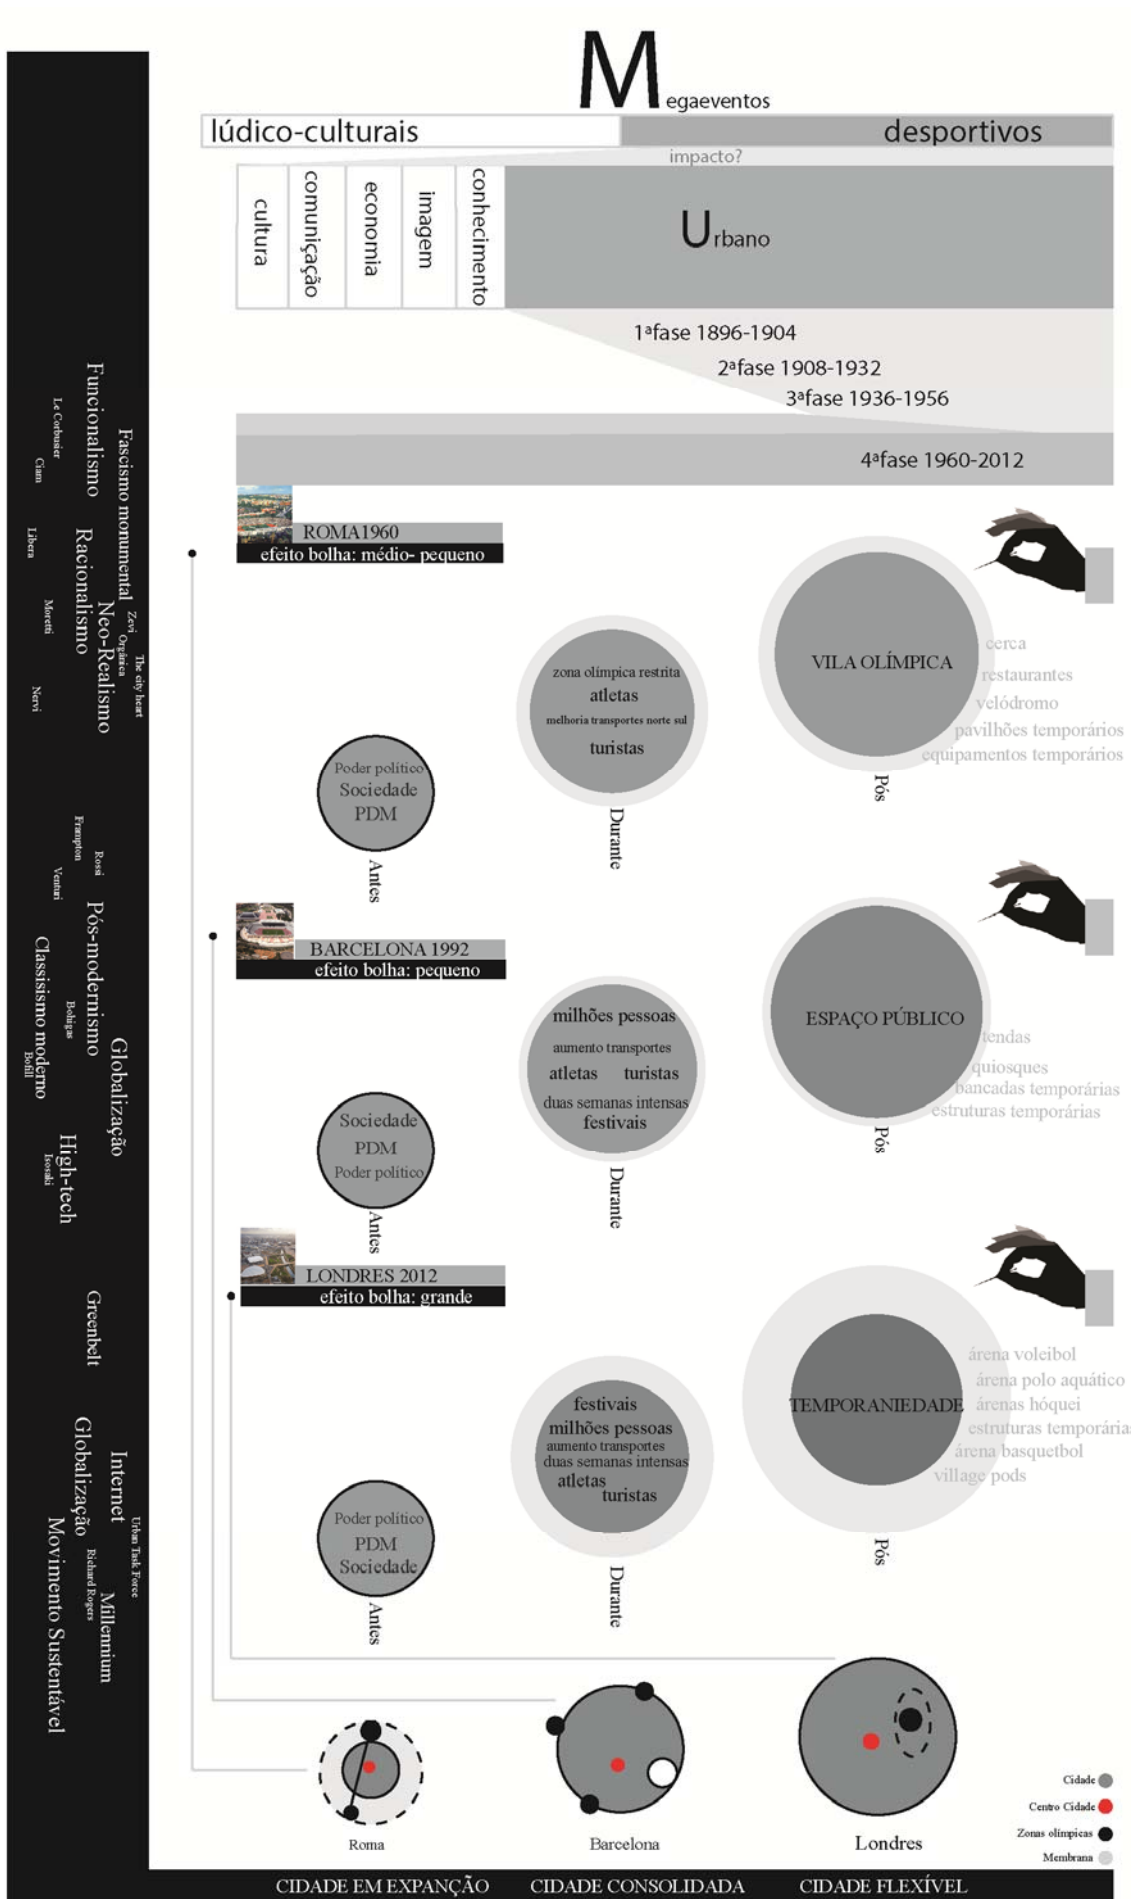 Megaeventos
lúdico-culturais
desportivos
impacto?
cultura
comuniçação
economia
imagem
conhecimento
Urbano
1ªfase 1896-1904
2ªfase 1908-1932
3ªfase 1936-1956
4ªfase 1960-2012
ROMA1960
efeito bolha: médio- pequeno
Poder político
Sociedade
PDM
Antes
zona olímpica restrita
atletas
melhoria transportes norte sul
turistas
Durante
VILA OLÍMPICA
Pós
cerca
restaurantes
velódromo
pavilhões temporários
equipamentos temporários
BARCELONA 1992
efeito bolha: pequeno
Sociedade
PDM
Poder político
Antes
milhões pessoas
aumento transportes
atletas turistas
duas semanas intensas
festivais
Durante
ESPAÇO PÚBLICO
Pós
tendas
quiosques
bancadas temporárias
estruturas temporárias
LONDRES 2012
efeito bolha: grande
Poder político
PDM
Sociedade
Antes
festivais
milhões pessoas
aumento transportes
duas semanas intensas
atletas
turistas
Durante
TEMPORANIEDADE
Pós
árena voleibol
árena polo aquático
árenas hóquei
estruturas temporária
árena basquetbol
village pods
Funcionalismo
Le Corbusier
Ciam
Fascismo monumental
Racionalismo
Libera
Moretti
Nervi
Neo-Realismo
Zevi
Orgânica
The city heart
Frampton
Rossi
Venturi
Pós-modernismo
Classisismo moderno
Bohigas
Bofill
Globalização
High-tech
Isosaki
Greenbelt
Globalização
Internet
Urban Task Force
Richard Rogers
Millennium
Movimento Sustentável
Roma
Barcelona
Londres
Cidade
Centro Cidade
Zonas olímpicas
Membrana
CIDADE EM EXPANÇÃO
CIDADE CONSOLIDADA
CIDADE FLEXÍVEL